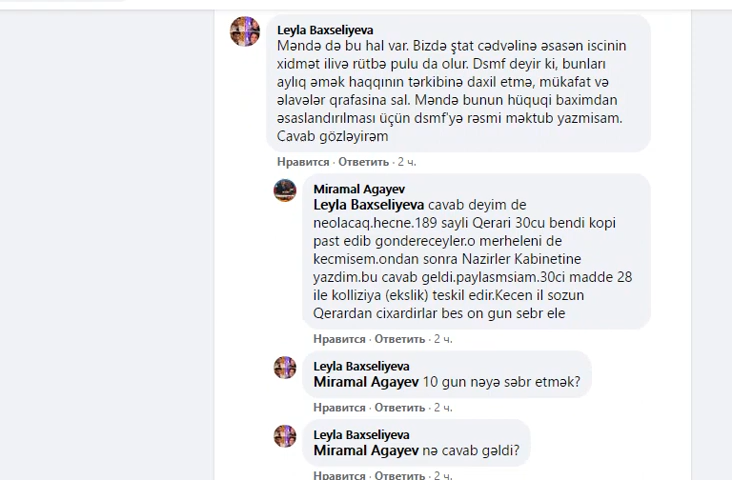 Leyla Baxseliyeva
Məndə də bu hal var. Bizdə ştat cədvəlinə əsasən iscinin
xidmət ilivə rütbə pulu da olur. Dsmf deyir ki, bunları
aylıq əmək haqqının tərkibinə daxil etmə, mükafat və
əlavələr qrafasina sal. Məndə bunun hüquqi baximdan
əsaslandırılması üçün dsmf'yə rəsmi məktub yazmisam.
Cavab gözləyirəm
Нравится · Ответить · 2 ч.
Miramal Agayev
Leyla Baxseliyeva cavab deyim de
neolacaq.hecne.189 sayli Qerari 30cu bendi kopi
past edib gondereceyler.o merheleni de
kecmisem.ondan sonra Nazirler Kabinetine
yazdim.bu cavab geldi.paylasmsiam.30ci madde 28
ile kolliziya (ekslik) teskil edir.Kecen il sozun
Qerardan cixardirlar bes on gun sebr ele
Нравится · Ответить · 2 ч.
Leyla Baxseliyeva
Miramal Agayev 10 gun nəyə səbr etmək?
Нравится · Ответить · 2 ч.
Leyla Baxseliyeva
Miramal Agayev nə cavab gəldi?
Нравится · Ответить · 2 ч.